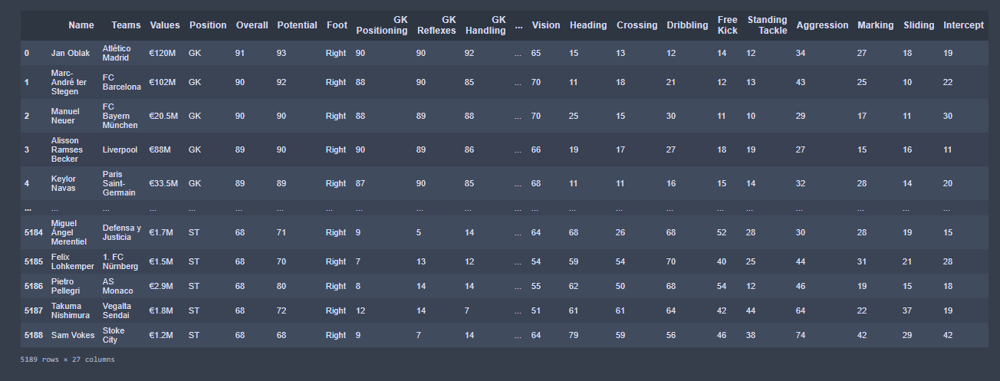 Name Teams Values Position Overall Potential Foot GK Positioning GK Reflexes GK Handling ... Vision Heading Crossing Dribbling Free Kick Standing Tackle Aggression Marking Sliding Intercept
0 Jan Oblak Atlético Madrid €120M GK 91 93 Right 90 90 92 ... 65 15 13 12 14 12 34 27 18 19
1 Marc-André ter Stegen FC Barcelona €102M GK 90 92 Right 88 90 85 ... 70 11 18 21 12 13 43 25 10 22
2 Manuel Neuer FC Bayern München €20.5M GK 90 90 Right 88 89 88 ... 70 25 15 30 11 10 29 17 11 30
3 Alisson Ramses Becker Liverpool €88M GK 89 90 Right 90 89 86 ... 66 19 17 27 18 19 27 15 16 11
4 Keylor Navas Paris Saint-Germain €33.5M GK 89 89 Right 87 90 85 ... 68 11 11 16 15 14 32 28 14 20
... ... ... ... ... ... ... ... ... ... ... ... ... ... ... ... ... ... ... ... ... ...
5184 Miguel Ángel Merentiel Defensa y Justicia €1.7M ST 68 71 Right 9 5 14 ... 64 68 26 68 52 28 30 28 19 15
5185 Felix Lohkemper 1. FC Nürnberg €1.5M ST 68 70 Right 7 13 12 ... 54 59 54 70 40 25 44 31 21 28
5186 Pietro Pellegri AS Monaco €2.9M ST 68 80 Right 8 14 14 ... 55 62 50 68 54 12 46 19 15 18
5187 Takuma Nishimura Vegalta Sendai €1.8M ST 68 72 Right 12 14 7 ... 51 61 61 64 42 44 64 22 37 19
5188 Sam Vokes Stoke City €1.2M ST 68 68 Right 9 7 14 ... 64 79 59 56 46 38 74 42 29 42
5189 rows × 27 columns